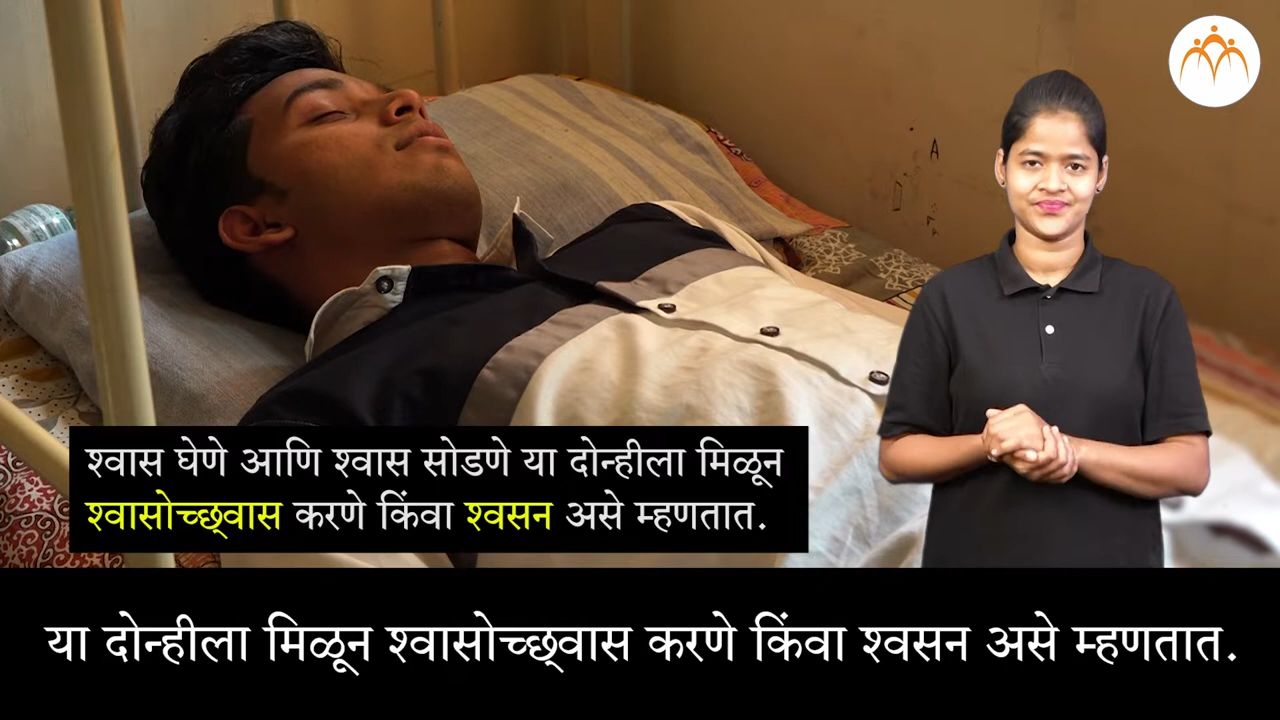 A
श्वास घेणे आणि श्वास सोडणे या दोन्हीला मिळून
श्वासोच्छ्वास करणे किंवा श्वसन असे म्हणतात.
या दोन्हीला मिळून श्वासोच्छ्वास करणे किंवा श्वसन असे म्हणतात.